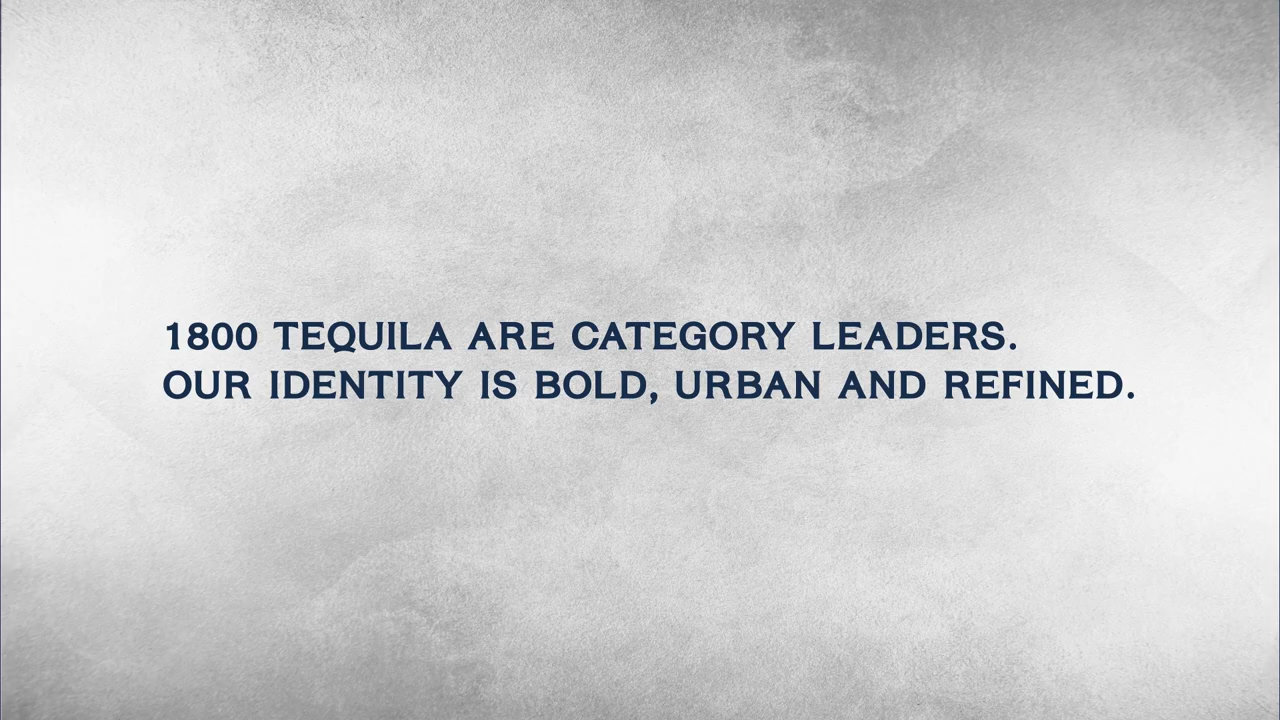 1800 TEQUILA ARE CATEGORY LEADERS.
OUR IDENTITY IS BOLD, URBAN AND REFINED.